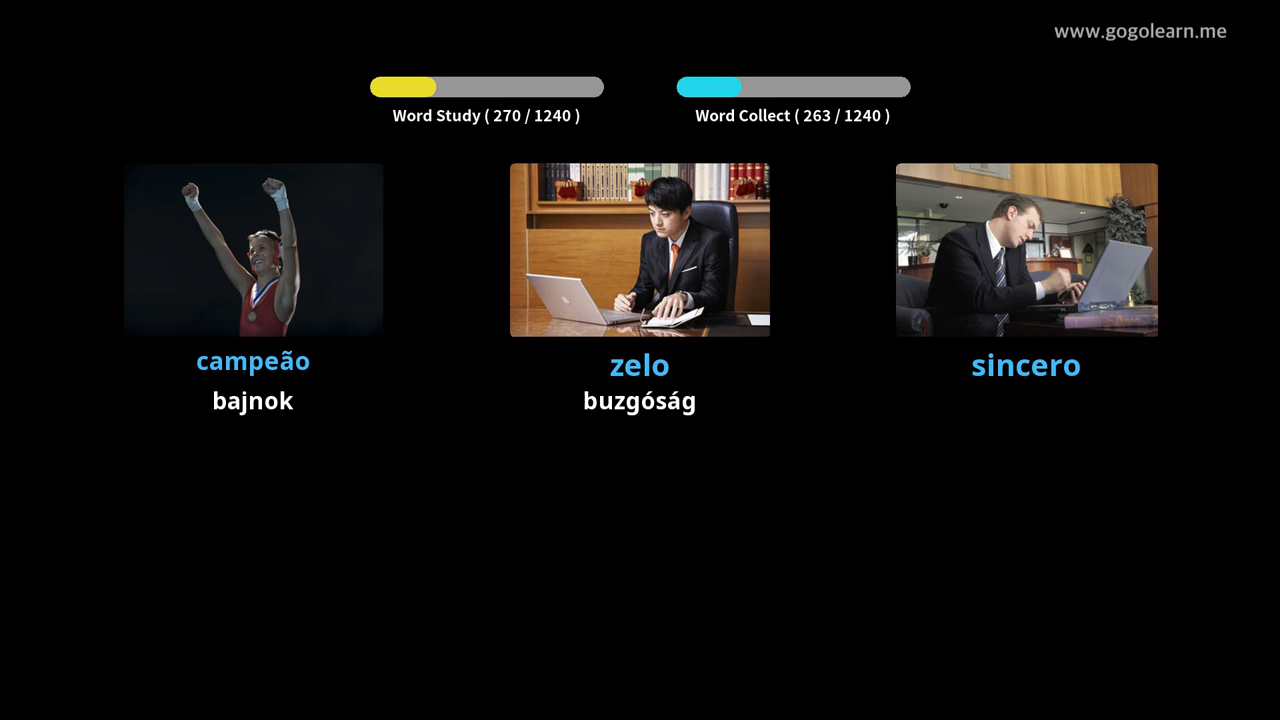 www.gogolearn.me
Word Study ( 270 / 1240 )
Word Collect ( 263 / 1240 )
campeão
bajnok
zelo
buzgóság
sincero